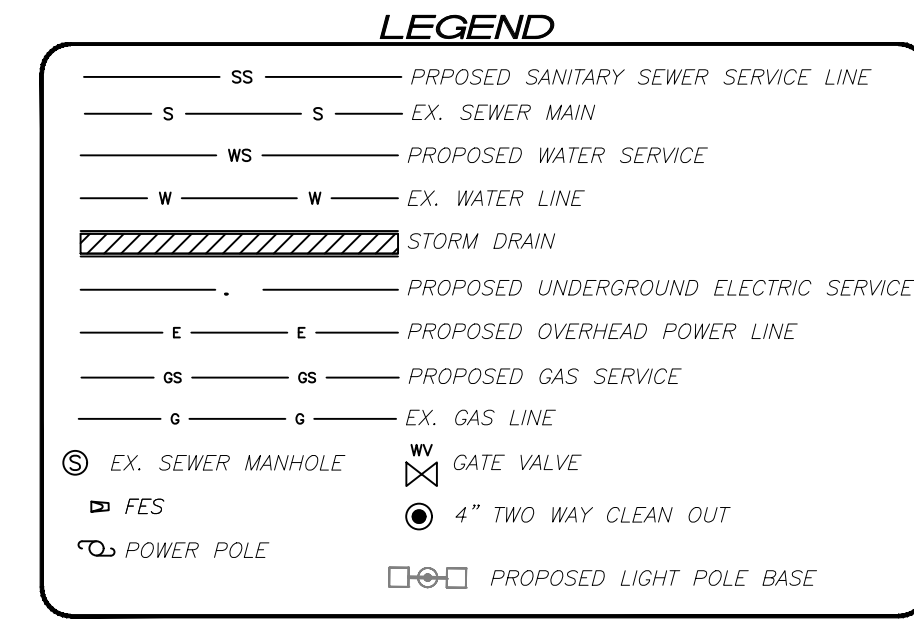 LEGEND
SS PRPOSED SANITARY SEWER SERVICE LINE
S S EX. SEWER MAIN
WS PROPOSED WATER SERVICE
W W EX. WATER LINE
STORM DRAIN
. PROPOSED UNDERGROUND ELECTRIC SERVICE
E E PROPOSED OVERHEAD POWER LINE
GS GS PROPOSED GAS SERVICE
G G EX. GAS LINE
S EX. SEWER MANHOLE
WV GATE VALVE
FES
4" TWO WAY CLEAN OUT
POWER POLE
PROPOSED LIGHT POLE BASE